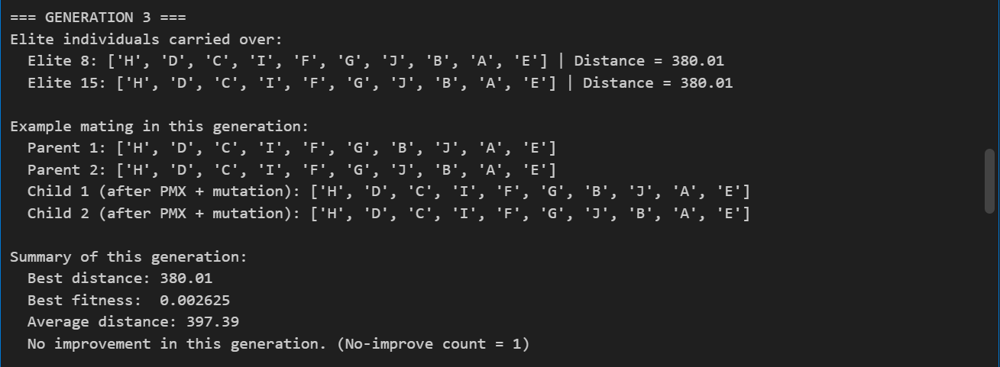 === GENERATION 3 ===
Elite individuals carried over:
  Elite 8: ['H', 'D', 'C', 'I', 'F', 'G', 'J', 'B', 'A', 'E'] | Distance = 380.01
  Elite 15: ['H', 'D', 'C', 'I', 'F', 'G', 'J', 'B', 'A', 'E'] | Distance = 380.01

Example mating in this generation:
  Parent 1: ['H', 'D', 'C', 'I', 'F', 'G', 'B', 'J', 'A', 'E']
  Parent 2: ['H', 'D', 'C', 'I', 'F', 'G', 'J', 'B', 'A', 'E']
  Child 1 (after PMX + mutation): ['H', 'D', 'C', 'I', 'F', 'G', 'B', 'J', 'A', 'E']
  Child 2 (after PMX + mutation): ['H', 'D', 'C', 'I', 'F', 'G', 'J', 'B', 'A', 'E']

Summary of this generation:
  Best distance: 380.01
  Best fitness:  0.002625
  Average distance: 397.39
  No improvement in this generation. (No-improve count = 1)